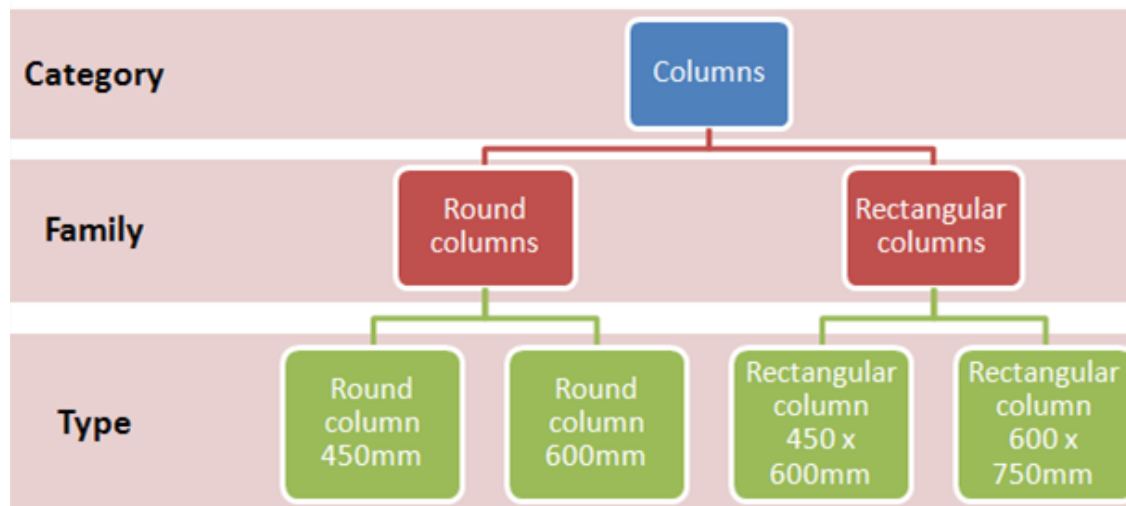 Category
Columns
Family
Round
columns
Rectangular
columns
Type
Round
column
450mm
Round
column
600mm
Rectangular
column
450 x
600mm
Rectangular
column
600 x
750mm